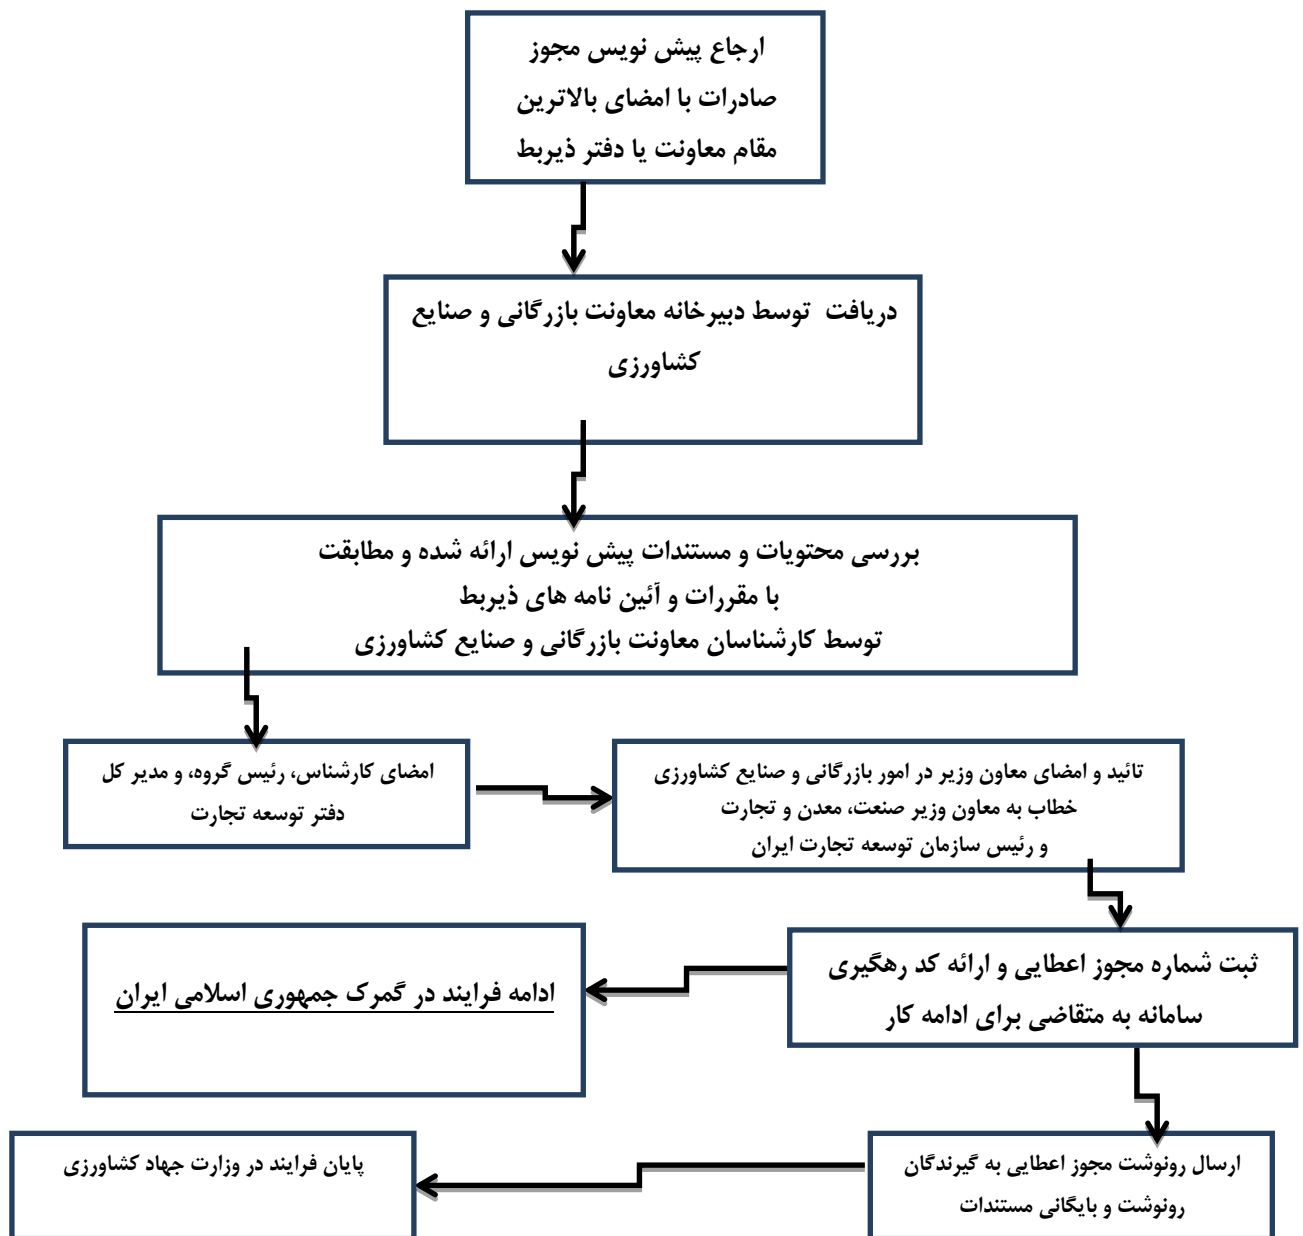 ارجاع پیش نویس مجوز
صادرات با امضای بالاترین
مقام معاونت یا دفتر ذیربط
دریافت توسط دبیرخانه معاونت بازرگانی و صنایع
کشاورزی
بررسی محتویات و مستندات پیش نویس ارائه شده و مطابقت
با مقررات و آئین نامه های ذیربط
توسط کارشناسان معاونت بازرگانی و صنایع کشاورزی
امضای کارشناس، رئیس گروه، و مدیر کل
دفتر توسعه تجارت
تائید و امضای معاون وزیر در امور بازرگانی و صنایع کشاورزی
خطاب به معاون وزیر صنعت، معدن و تجارت
و رئیس سازمان توسعه تجارت ایران
ثبت شماره مجوز اعطایی و ارائه کد رهگیری
سامانه به متقاضی برای ادامه کار
ادامه فرایند در گمرک جمهوری اسلامی ایران
ارسال رونوشت مجوز اعطایی به گیرندگان
رونوشت و بایگانی مستندات
پایان فرایند در وزارت جهاد کشاورزی